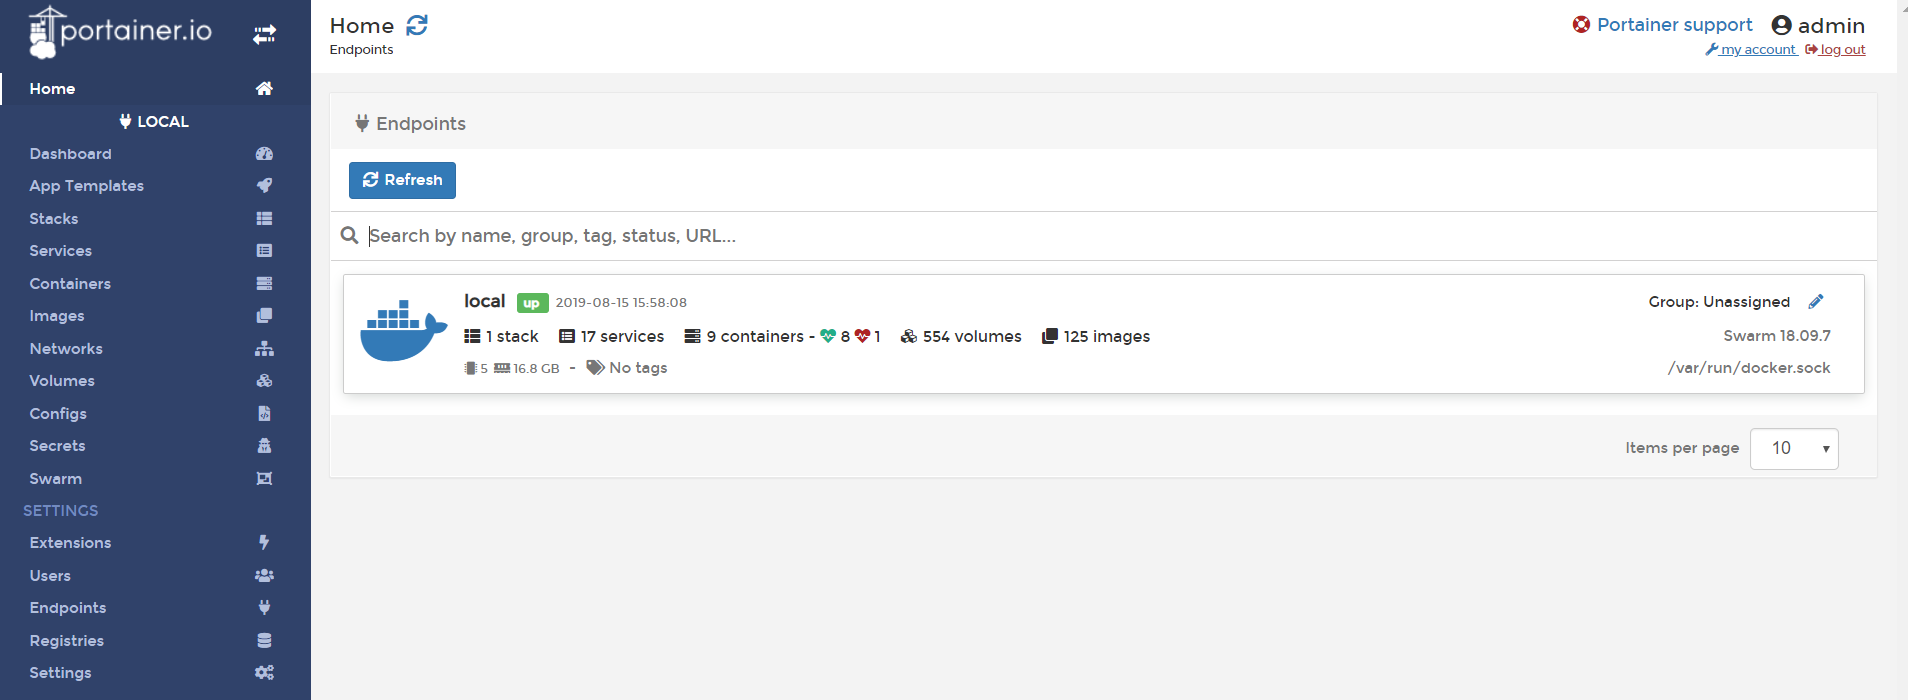 portainer.io
Home
LOCAL
Dashboard
App Templates
Stacks
Services
Containers
Images
Networks
Volumes
Configs
Secrets
Swarm
SETTINGS
Extensions
Users
Endpoints
Registries
Settings
Home
Endpoints
Portainer support admin
my account log out
Endpoints
Refresh
Search by name, group, tag, status, URL...
local up 2019-08-15 15:58:08 Group: Unassigned
1 stack 17 services 9 containers - 8 1 554 volumes 125 images Swarm 18.09.7
5 16.8 GB - No tags /var/run/docker.sock
Items per page 10